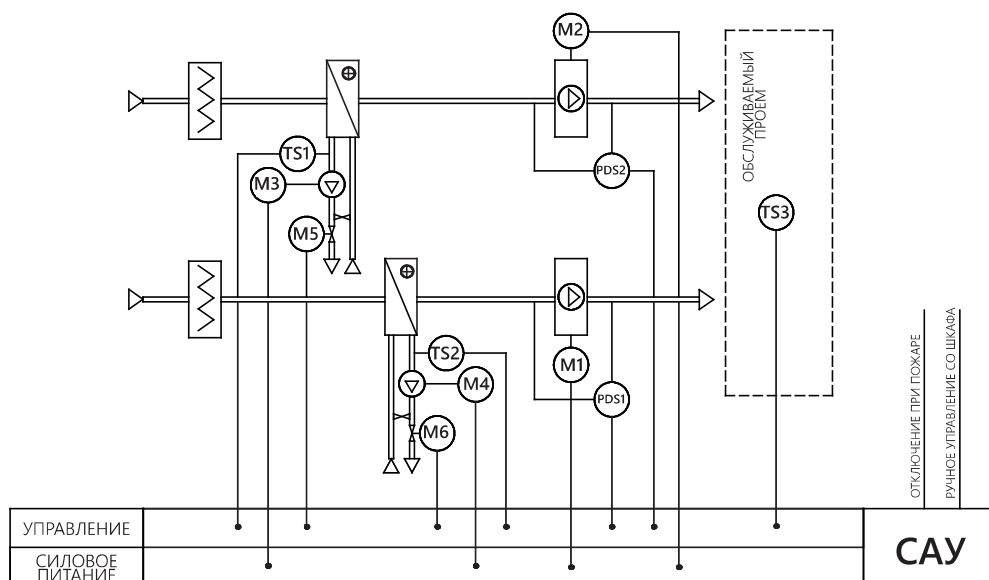 M2
ОБСЛУЖИВАЕМЫЙ
ПРОЕМ
TS1
PDS2
M3
TS3
M5
TS2
M1
M4
PDS1
M6
ОТКЛЮЧЕНИЕ ПРИ ПОЖАРЕ
РУЧНОЕ УПРАВЛЕНИЕ СО ШКАФА
УПРАВЛЕНИЕ
САУ
СИЛОВОЕ
ПИТАНИЕ